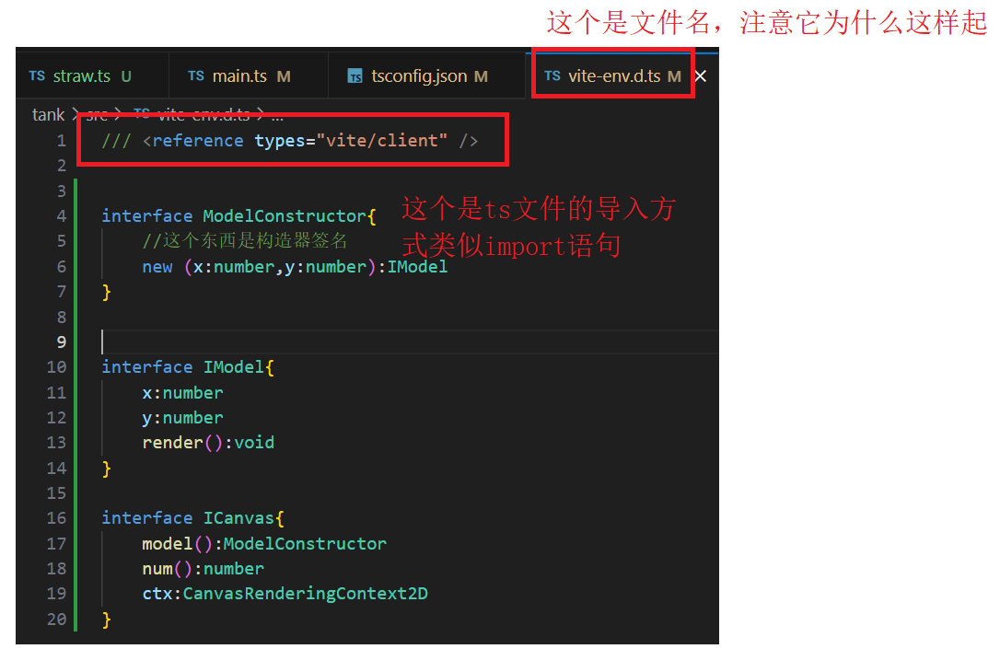 这个是文件名，注意它为什么这样起
TS straw.ts U TS main.ts M TS tsconfig.json M TS vite-env.d.ts M
tank > src > TS vite-env.d.ts > ...
1 /// <reference types="vite/client" />
2
3
4 interface ModelConstructor{
这个是ts文件的导入方
5 //这个东西是构造器签名
式类似import语句
6 new (x:number,y:number):IModel
7 }
8
9
10 interface IModel{
11 x:number
12 y:number
13 render():void
14 }
15
16 interface ICanvas{
17 model():ModelConstructor
18 num():number
19 ctx:CanvasRenderingContext2D
20 }